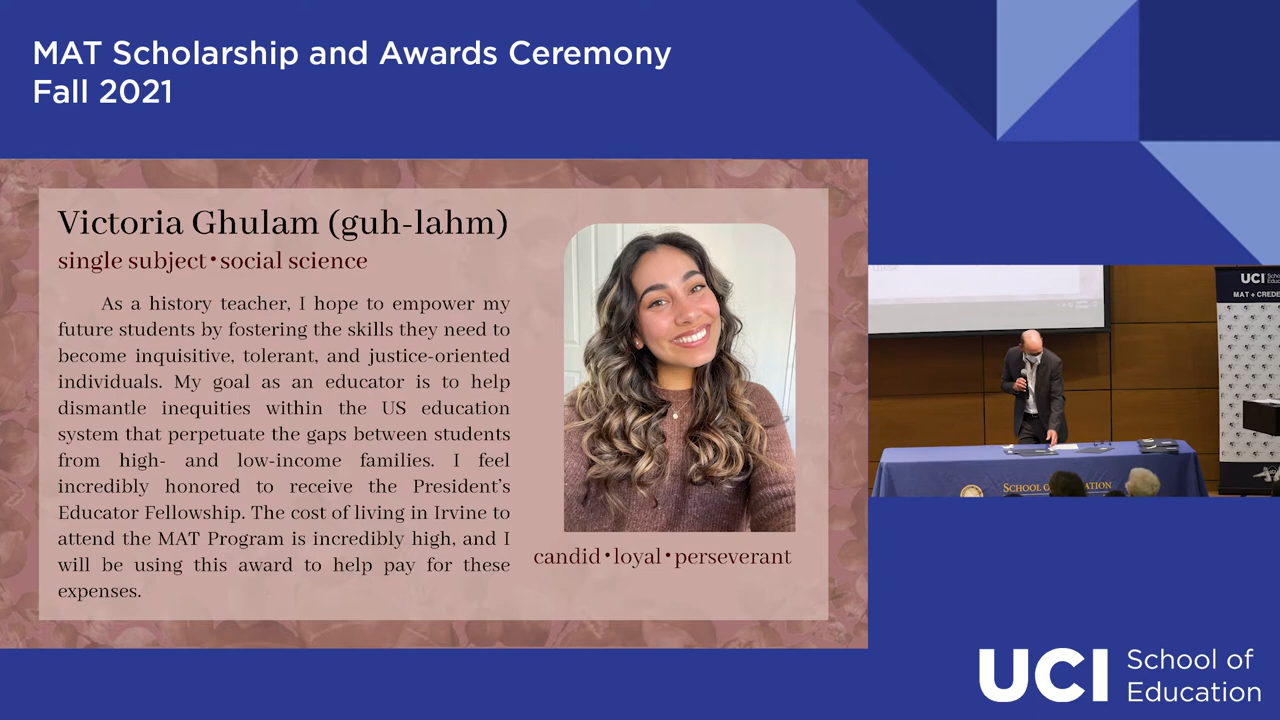 MAT Scholarship and Awards Ceremony
Fall 2021
Victoria Ghulam (guh-lahm)
single subject•social science
As a history teacher, I hope to empower my
future students by fostering the skills they need to
become inquisitive, tolerant, and justice-oriented
individuals. My goal as an educator is to help
dismantle inequities within the US education
system that perpetuate the gaps between students
from high- and low-income families. I feel
incredibly honored to receive the President's
Educator Fellowship. The cost of living in Irvine to
attend the MAT Program is incredibly high, and I
will be using this award to help pay for these
expenses.
candid•loyal•perseverant
UCI
MAT + CREDE
School
UCI School of
Education